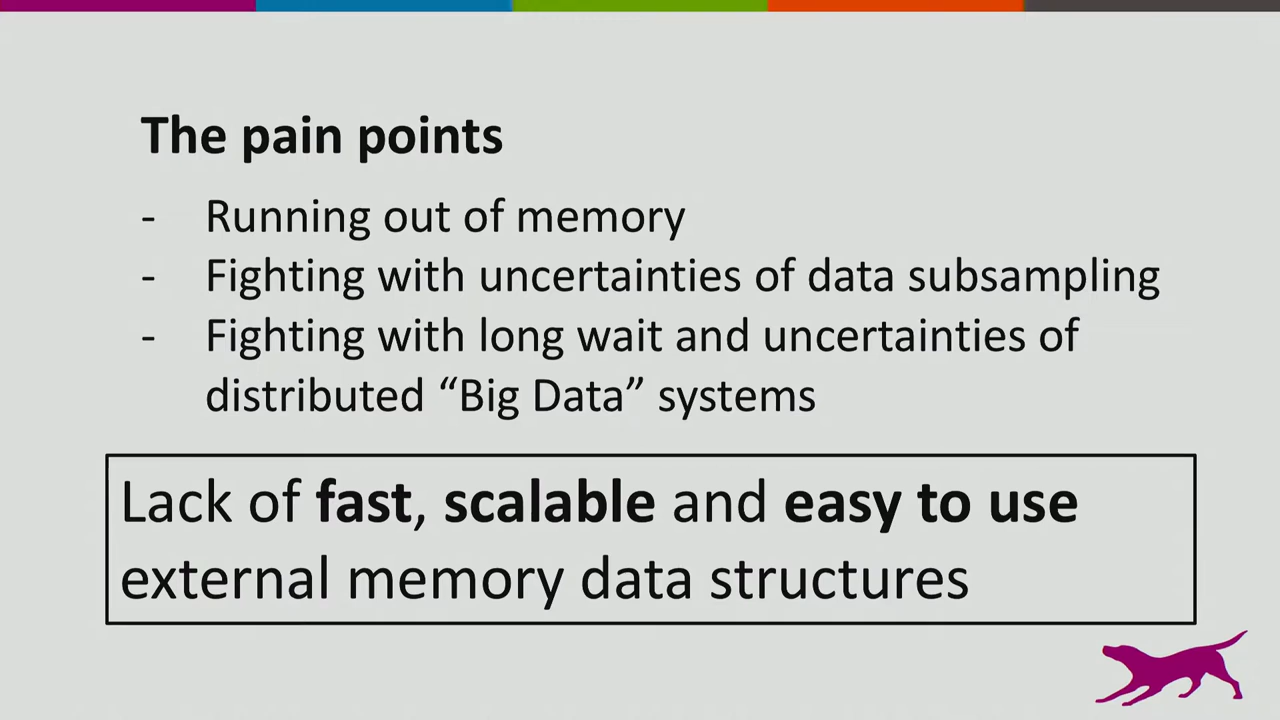 The pain points
- Running out of memory
- Fighting with uncertainties of data subsampling
- Fighting with long wait and uncertainties of
distributed “Big Data” systems
Lack of fast, scalable and easy to use
external memory data structures